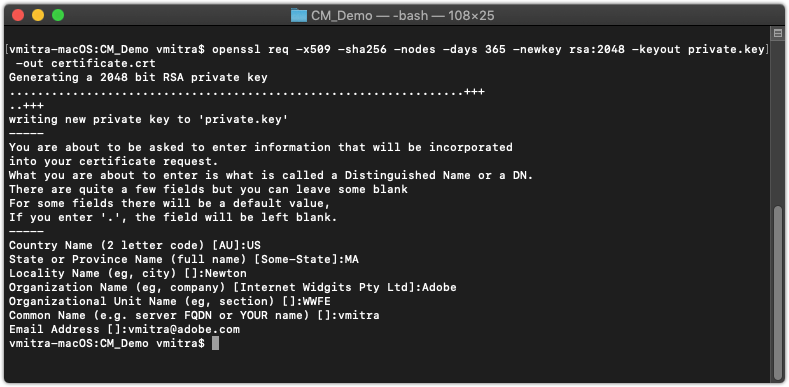 CM_Demo — -bash — 108×25
[vmitra-macOS:CM_Demo vmitra$ openssl req -x509 -sha256 -nodes -days 365 -newkey rsa:2048 -keyout private.key]
 -out certificate.crt
Generating a 2048 bit RSA private key
.................................................................+++
..+++
writing new private key to 'private.key'
-----
You are about to be asked to enter information that will be incorporated
into your certificate request.
What you are about to enter is what is called a Distinguished Name or a DN.
There are quite a few fields but you can leave some blank
For some fields there will be a default value,
If you enter '.', the field will be left blank.
-----
Country Name (2 letter code) [AU]:US
State or Province Name (full name) [Some-State]:MA
Locality Name (eg, city) []:Newton
Organization Name (eg, company) [Internet Widgits Pty Ltd]:Adobe
Organizational Unit Name (eg, section) []:WWFE
Common Name (e.g. server FQDN or YOUR name) []:vmitra
Email Address []:vmitra@adobe.com
vmitra-macOS:CM_Demo vmitra$